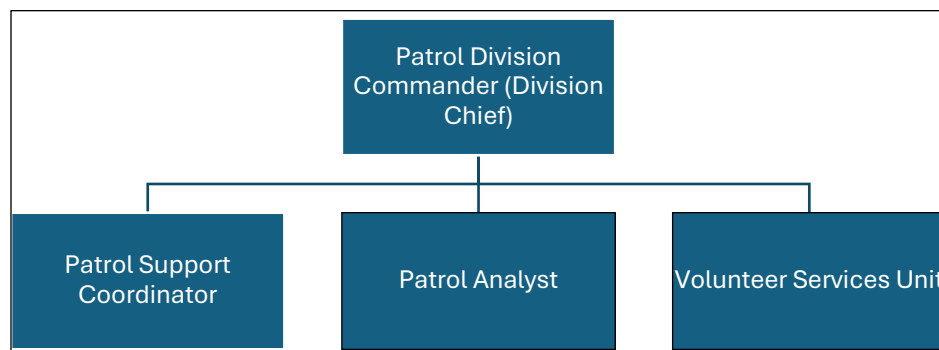 Patrol Division
Commander (Division
Chief)
Patrol Support
Coordinator
Patrol Analyst
Volunteer Services Unit